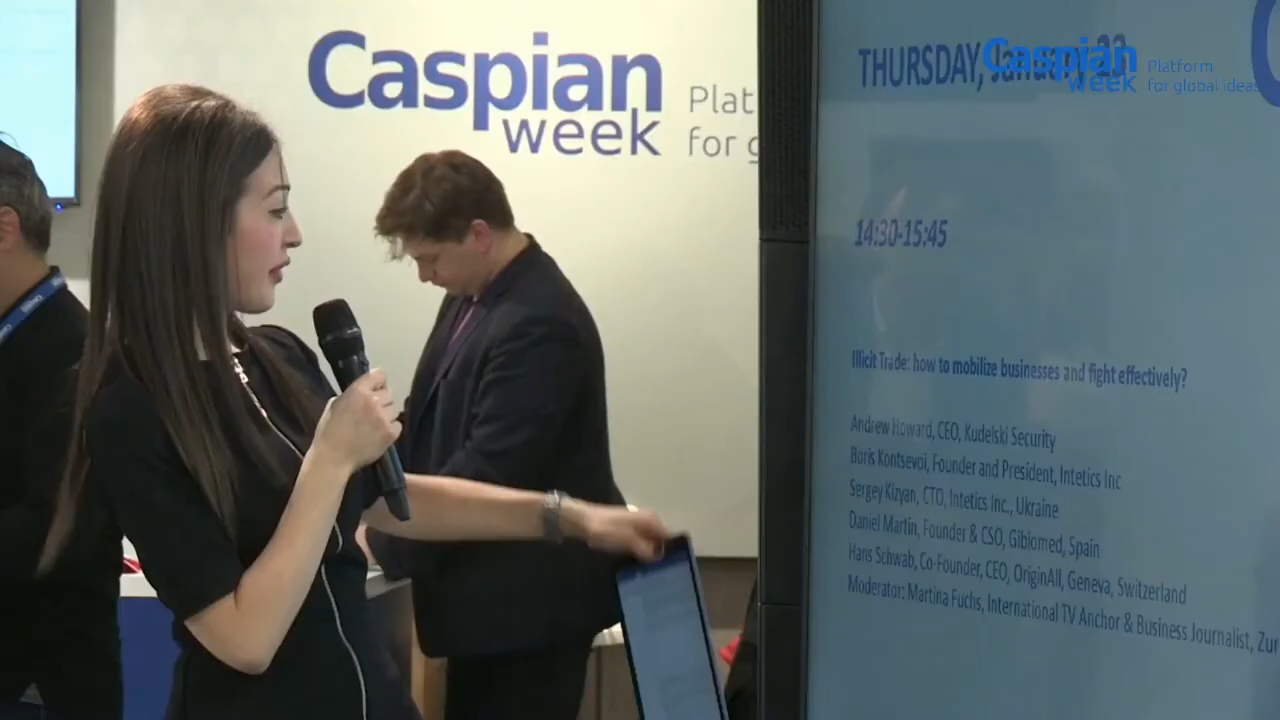 Caspian
week
Plat
for g
THURSDAY, January 23
Caspian
week
Platform
for global ideas
14:30-15:45
Illicit Trade: how to mobilize businesses and fight effectively?
Andrew Howard, CEO, Kudelski Security
Boris Kontsevoi, Founder and President, Intetics Inc
Sergey Kizyan, CTO, Intetics Inc., Ukraine
Daniel Martin, Founder & CSO, Gibiomed, Spain
Hans Schwab, Co-Founder, CEO, OriginAll, Geneva, Switzerland
Moderator: Martina Fuchs, International TV Anchor & Business Journalist, Zur